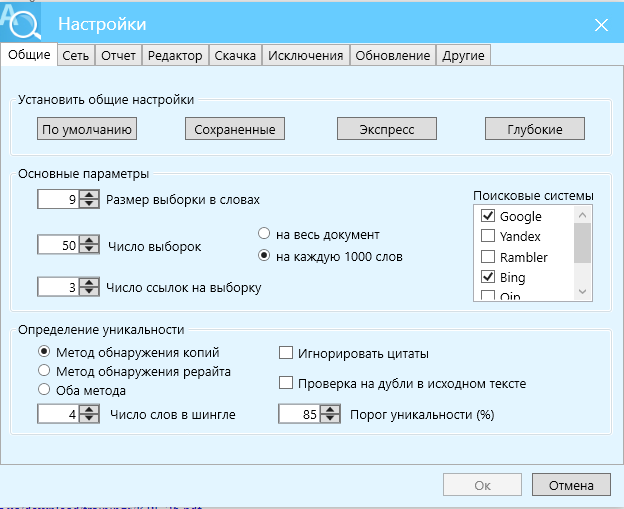 A
Настройки
Общие Сеть Отчет Редактор Скачка Исключения Обновление Другие
Установить общие настройки
По умолчанию Сохраненные Экспресс Глубокие
Основные параметры
9 Размер выборки в словах
Поисковые системы
Google
Yandex
Rambler
Bing
Qip
50 Число выборок
на весь документ
на каждую 1000 слов
3 Число ссылок на выборку
Определение уникальности
Метод обнаружения копий
Метод обнаружения рерайта
Оба метода
Игнорировать цитаты
Проверка на дубли в исходном тексте
4 Число слов в шингле
85 Порог уникальности (%)
Ок Отмена